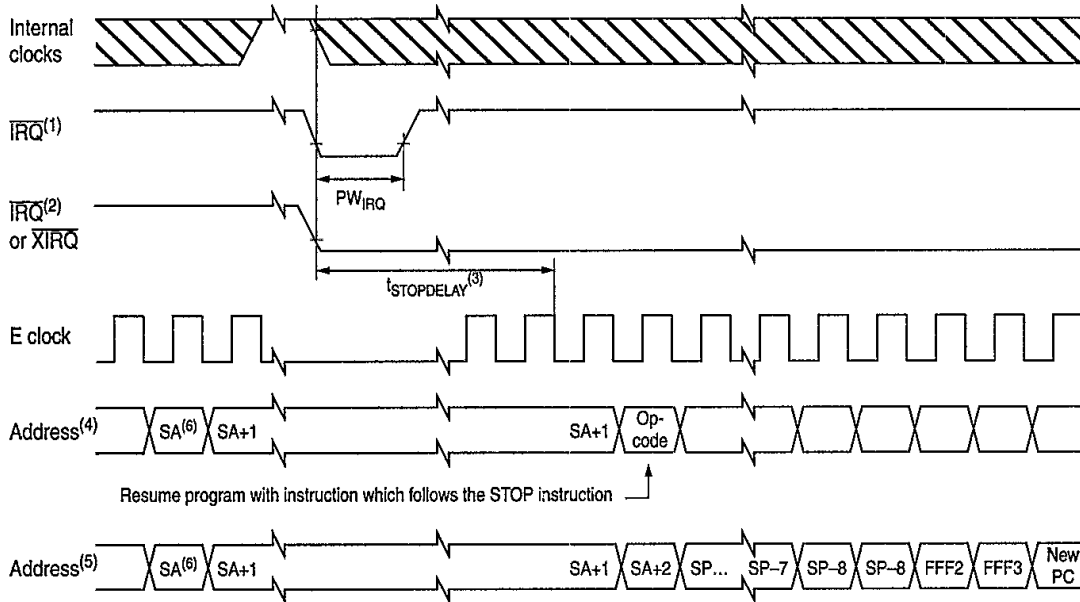 Internal
clocks
IRQ(1)
PWIRQ
IRQ(2)
or XIRQ
tSTOPDELAY(3)
E clock
Address(4) SA(6) SA+1 SA+1 Op-
code
Resume program with instruction which follows the STOP instruction
Address(5) SA(6) SA+1 SA+1 SA+2 SP... SP–7 SP–8 SP–8 FFF2 FFF3 New
PC